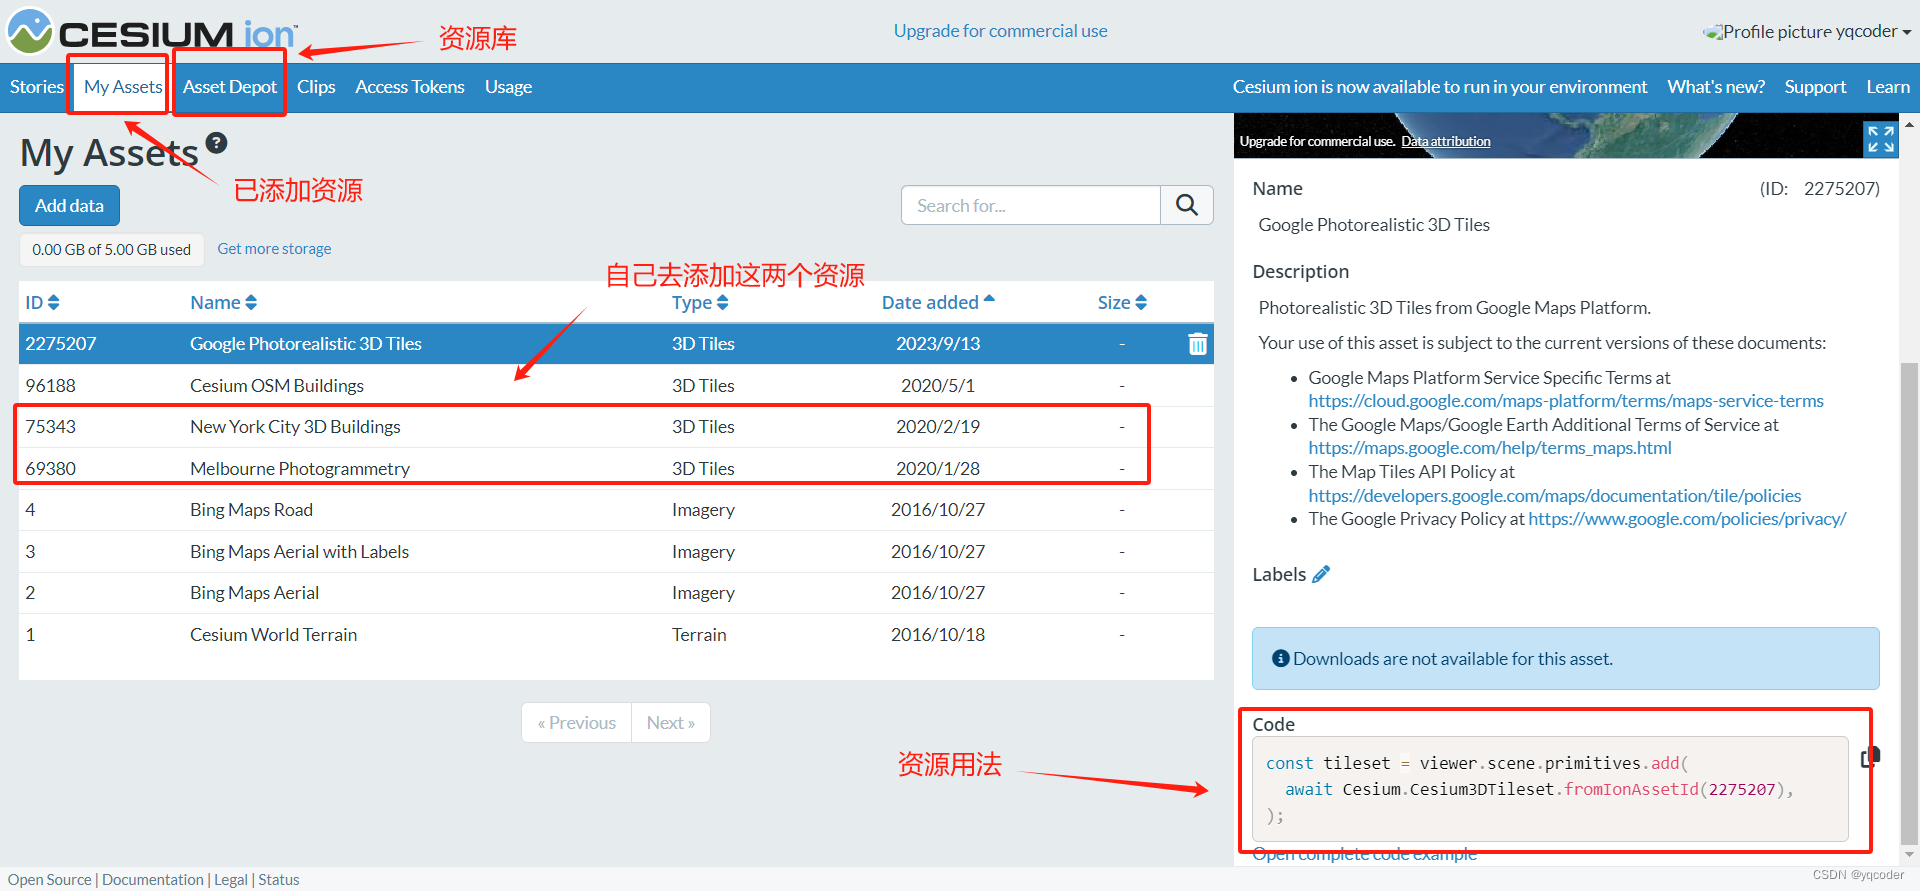 CESIUM ion™
资源库
Upgrade for commercial use
Profile picture yqcoder
Stories
My Assets
Asset Depot
Clips
Access Tokens
Usage
Cesium ion is now available to run in your environment
What's new?
Support
Learn
My Assets ?
已添加资源
Add data
Search for...
0.00 GB of 5.00 GB used
Get more storage
自己去添加这两个资源
ID Name Type Date added Size
2275207 Google Photorealistic 3D Tiles 3D Tiles 2023/9/13 -
96188 Cesium OSM Buildings 3D Tiles 2020/5/1 -
75343 New York City 3D Buildings 3D Tiles 2020/2/19 -
69380 Melbourne Photogrammetry 3D Tiles 2020/1/28 -
4 Bing Maps Road Imagery 2016/10/27 -
3 Bing Maps Aerial with Labels Imagery 2016/10/27 -
2 Bing Maps Aerial Imagery 2016/10/27 -
1 Cesium World Terrain Terrain 2016/10/18 -
« Previous
Next »
Upgrade for commercial use. Data attribution
Name (ID: 2275207)
Google Photorealistic 3D Tiles
Description
Photorealistic 3D Tiles from Google Maps Platform.
Your use of this asset is subject to the current versions of these documents:
• Google Maps Platform Service Specific Terms at
https://cloud.google.com/maps-platform/terms/maps-service-terms
• The Google Maps/Google Earth Additional Terms of Service at
https://maps.google.com/help/terms_maps.html
• The Map Tiles API Policy at
https://developers.google.com/maps/documentation/tile/policies
• The Google Privacy Policy at https://www.google.com/policies/privacy/
Labels
Downloads are not available for this asset.
资源用法
Code
const tileset = viewer.scene.primitives.add(
await Cesium.Cesium3DTileset.fromIonAssetId(2275207),
);
Open complete code example
Open Source | Documentation | Legal | Status
CSDN @yqcoder